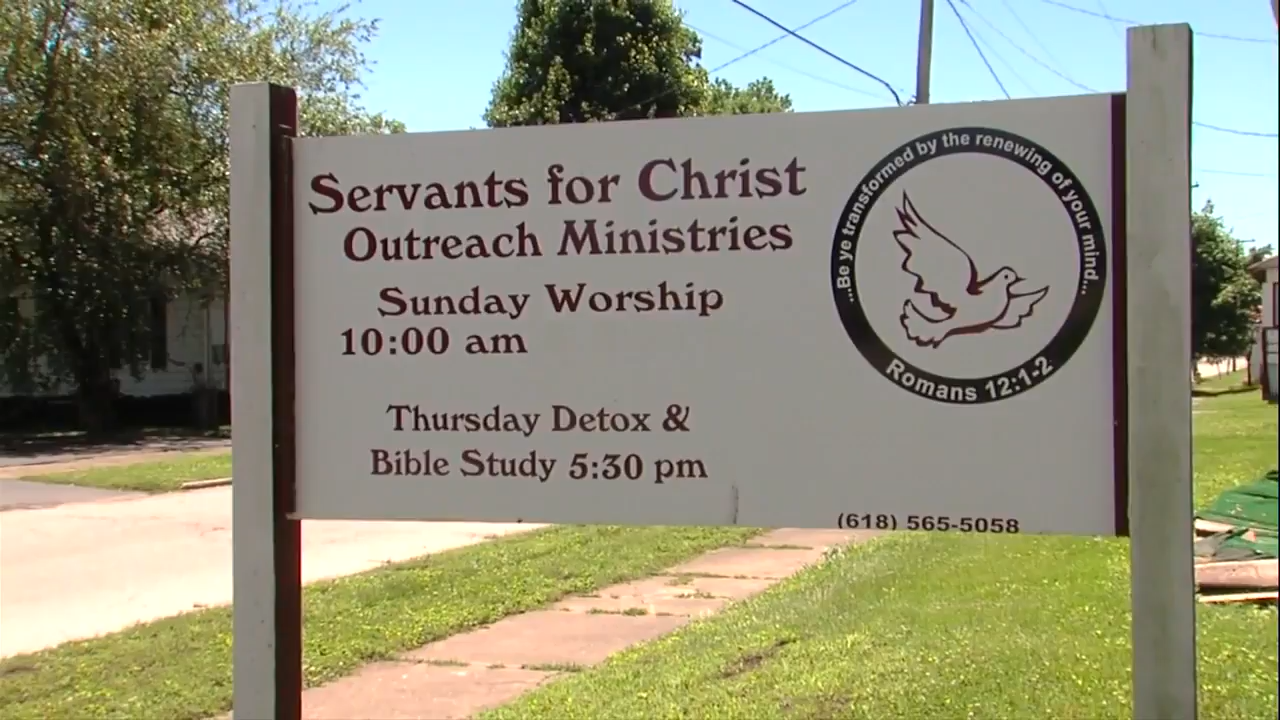 Servants for Christ
Outreach Ministries
Sunday Worship
10:00 am
Thursday Detox &
Bible Study 5:30 pm
(618) 565-5058
...Be ye transformed by the renewing of your mind...
Romans 12:1-2